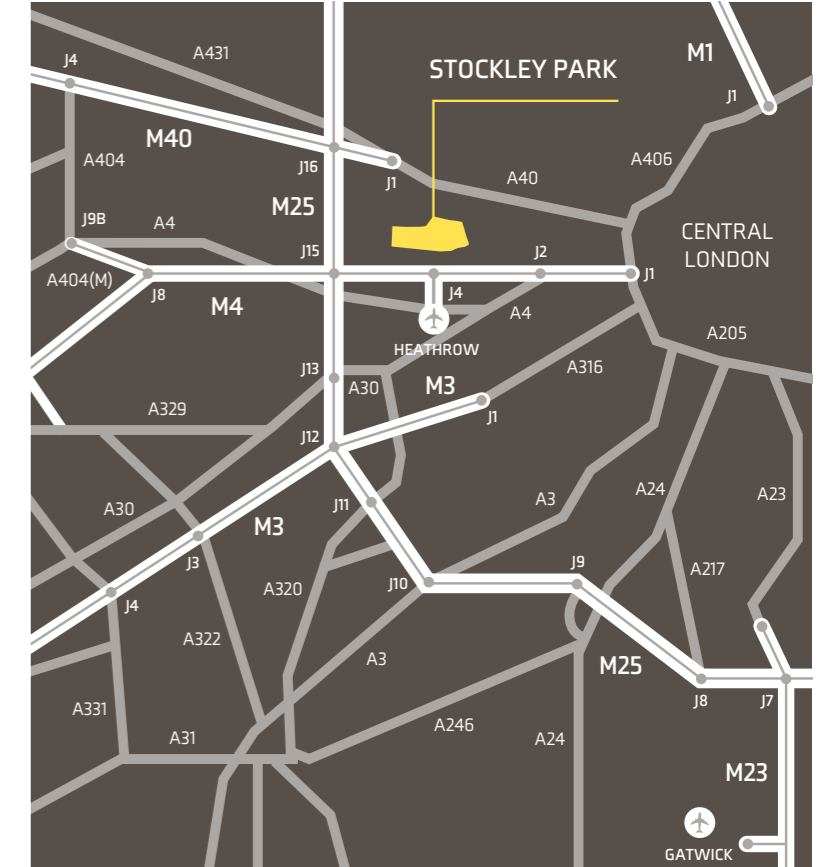 A431
J4
STOCKLEY PARK
M1
J1
M40
A404
J16
J1
A40
A406
M25
J9B
A4
CENTRAL
LONDON
J15
J2
J1
A404(M)
J8
M4
J4
A4
HEATHROW
A205
J13
A30
M3
A316
A329
J1
J12
A30
M3
J11
A3
A24
A23
J3
J4
A320
J10
J9
A217
A322
A3
M25
A331
J8
J7
A31
A246
A24
M23
GATWICK